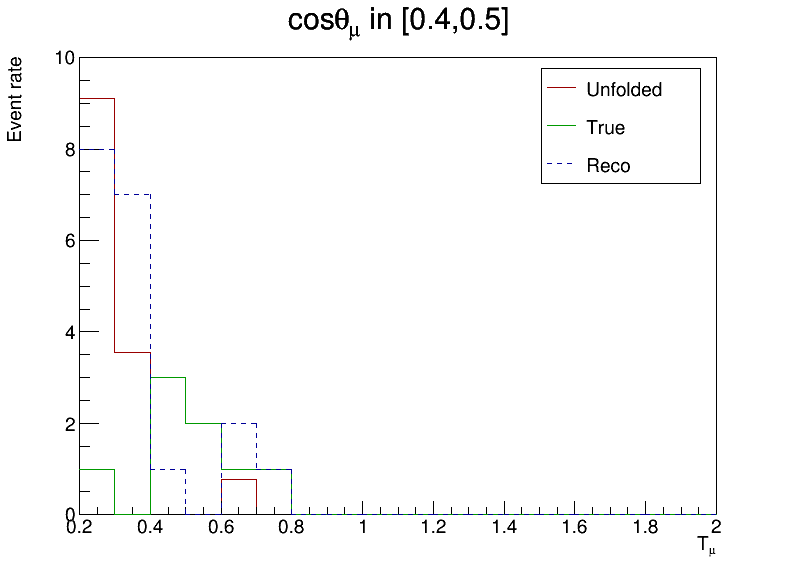 cosθμ in [0.4,0.5]
Event rate
Unfolded
True
Reco
10
8
6
4
2
0
0.2 0.4 0.6 0.8 1 1.2 1.4 1.6 1.8 2
Tμ